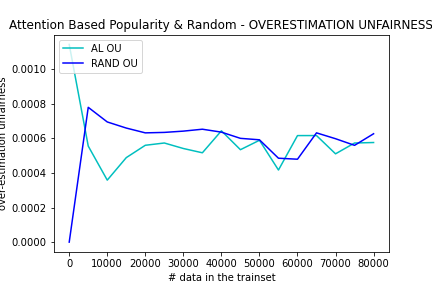 Attention Based Popularity & Random - OVERESTIMATION UNFAIRNESS
AL OU
RAND OU
0.0010
0.0008
0.0006
0.0004
0.0002
0.0000
over-estimation unfairness
0 10000 20000 30000 40000 50000 60000 70000 80000
# data in the trainset